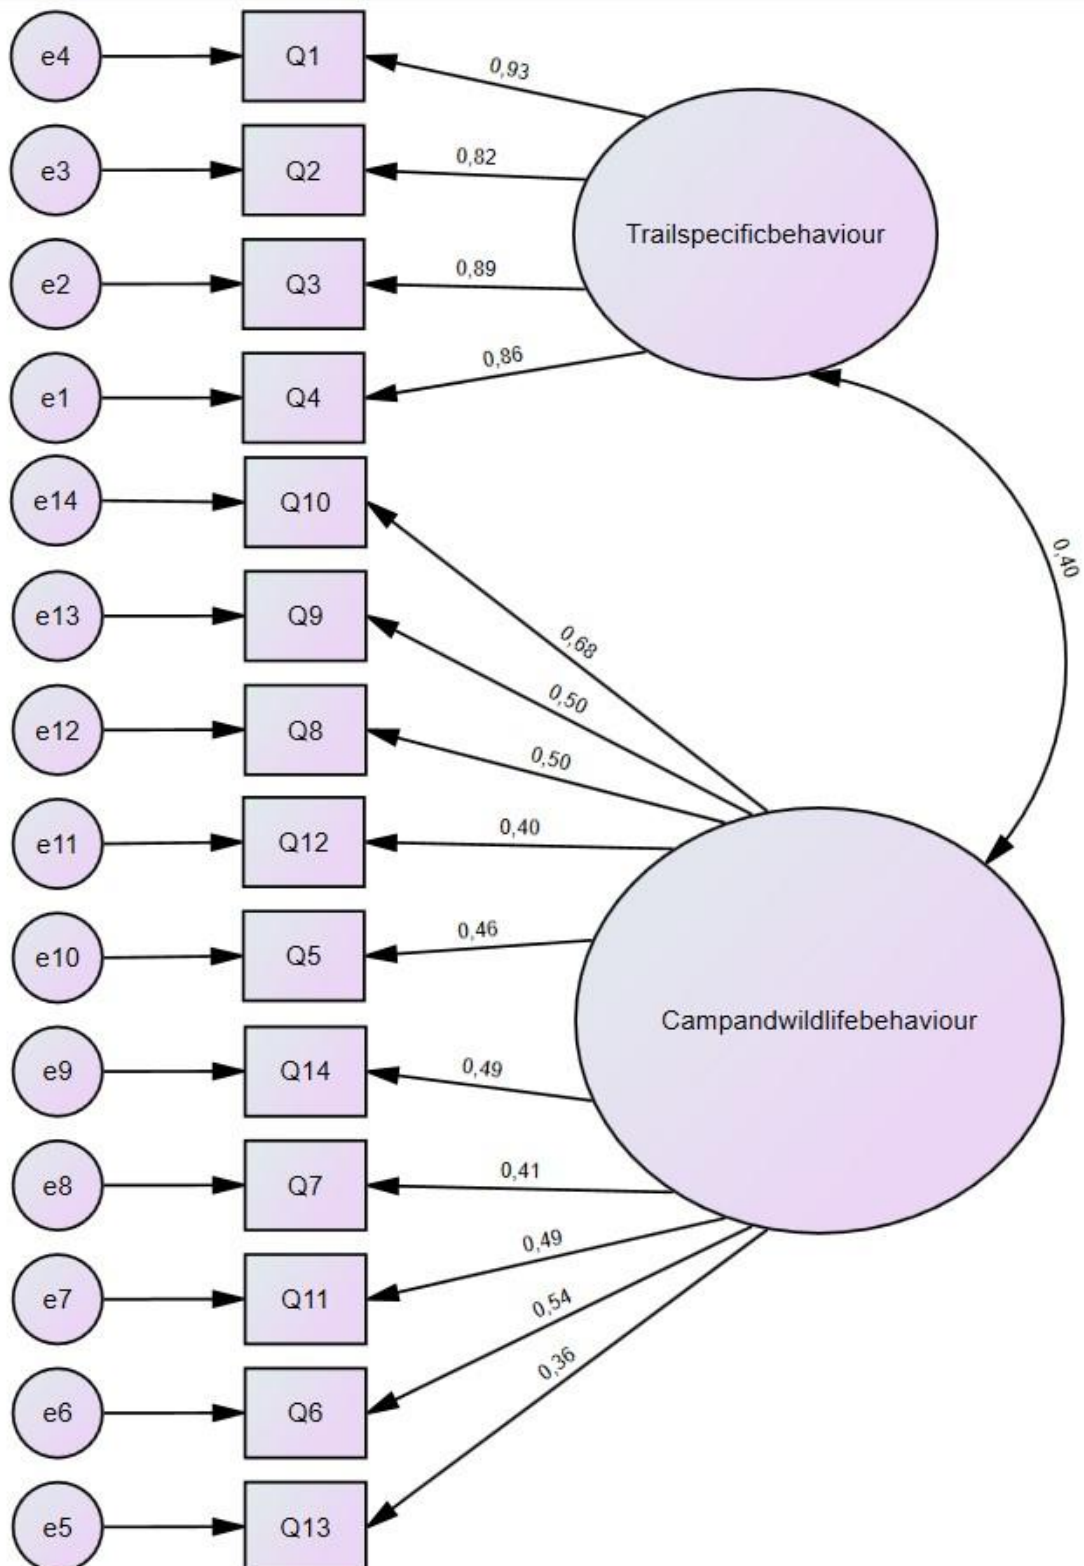 e4
Q1
0,93
e3
Q2
0,82
Trailspecificbehaviour
e2
Q3
0,89
e1
Q4
0,86
e14
Q10
0,40
e13
Q9
0,68
0,50
e12
Q8
0,50
e11
Q12
0,40
e10
Q5
0,46
Campandwildlifebehaviour
e9
Q14
0,49
e8
Q7
0,41
e7
Q11
0,49
e6
Q6
0,54
0,36
e5
Q13